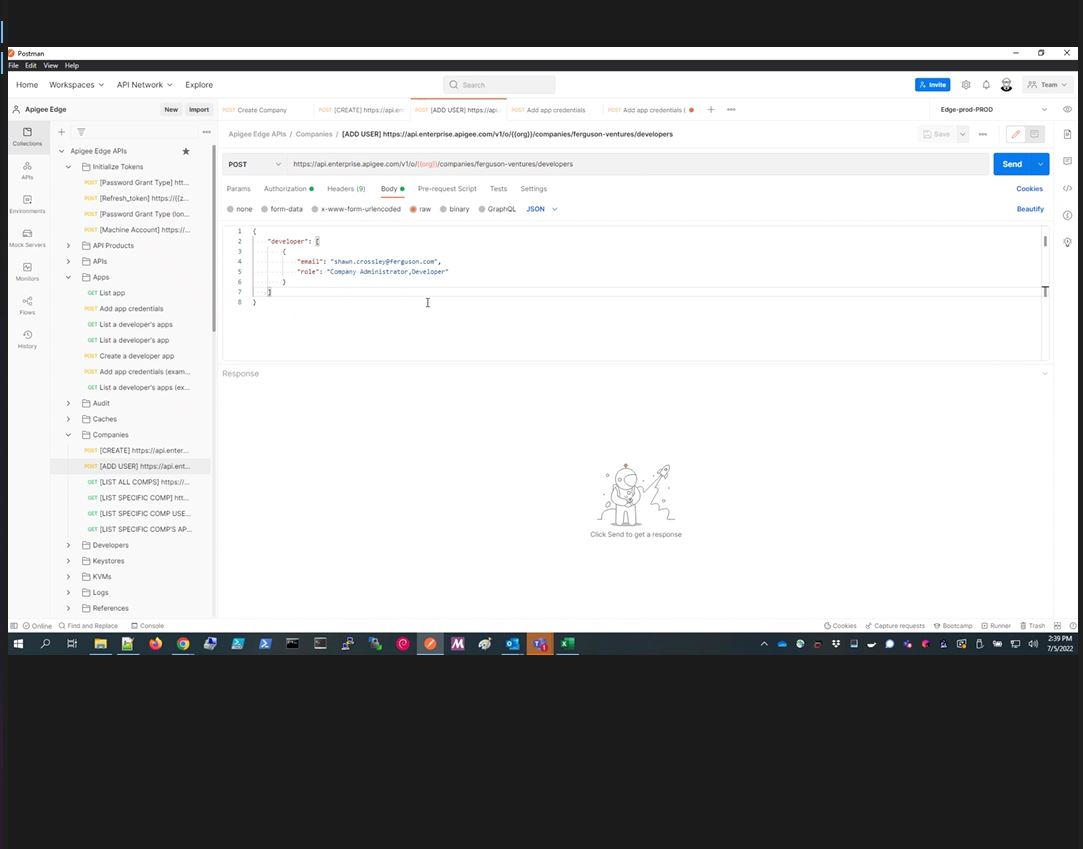 Postman
File Edit View Help
Home Workspaces API Network Explore
Search
Invite
Team
Apigee Edge
New Import
POST Create Company
POST [CREATE] https://api.en
POST [ADD USER] https://api.
POST Add app credentials
POST Add app credentials (
Edge-prod-PROD
Collections
APIs
Environments
Mock Servers
Monitors
Flows
History
Apigee Edge APIs
Initialize Tokens
POST [Password Grant Type] htt...
POST [Refresh_token] https://{{z...
POST [Password Grant Type (lon...
POST [Machine Account] https:/...
API Products
APIs
Apps
GET List app
POST Add app credentials
GET List a developer's apps
GET List a developer's app
POST Create a developer app
POST Add app credentials (exam...
GET List a developer's apps (ex...
Audit
Caches
Companies
POST [CREATE] https://api.enter...
POST [ADD USER] https://api.ent...
GET [LIST ALL COMPS] https://...
GET [LIST SPECIFIC COMP] htt...
GET [LIST SPECIFIC COMP USE...
GET [LIST SPECIFIC COMP'S AP...
Developers
Keystores
KVMs
Logs
References
Apigee Edge APIs / Companies / [ADD USER] https://api.enterprise.apigee.com/v1/o/{{org}}/companies/ferguson-ventures/developers
Save
POST https://api.enterprise.apigee.com/v1/o/{{org}}/companies/ferguson-ventures/developers
Send
Params Authorization Headers (9) Body Pre-request Script Tests Settings
Cookies
none form-data x-www-form-urlencoded raw binary GraphQL JSON
Beautify
1 {
2 "developer": [
3 {
4 "email": "shawn.crossley@ferguson.com",
5 "role": "Company Administrator,Developer"
6 }
7 ]
8 }
Response
Click Send to get a response
Online Find and Replace Console
Cookies Capture requests Bootcamp Runner Trash
2:39 PM
7/5/2022